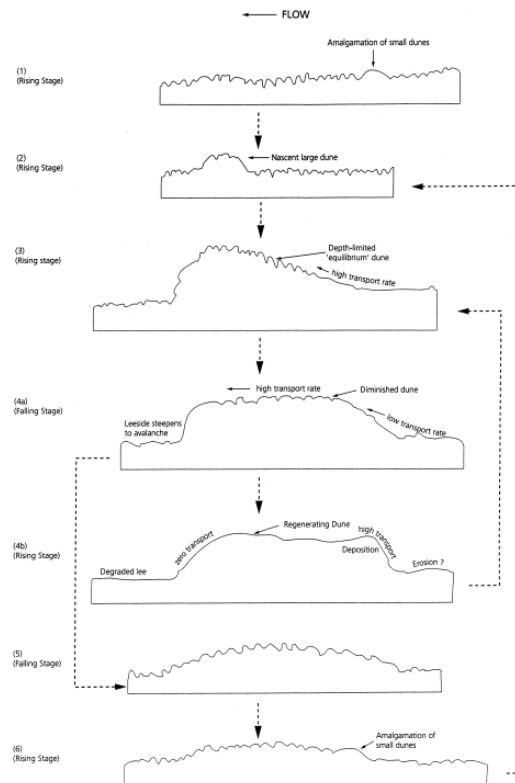 FLOW
Amalgamation of small dunes
(1)
(Rising Stage)
(2)
(Rising Stage)
Nascent large dune
(3)
(Rising stage)
Depth-limited
'equilibrium' dune
high transport rate
(4a)
(Falling Stage)
high transport rate
Diminished dune
Leeside steepens
to avalanche
low transport rate
(4b)
(Rising Stage)
Regenerating Dune
zero transport
high transport
Deposition
Degraded lee
Erosion ?
(5)
(Falling Stage)
(6)
(Rising Stage)
Amalgamation of
small dunes